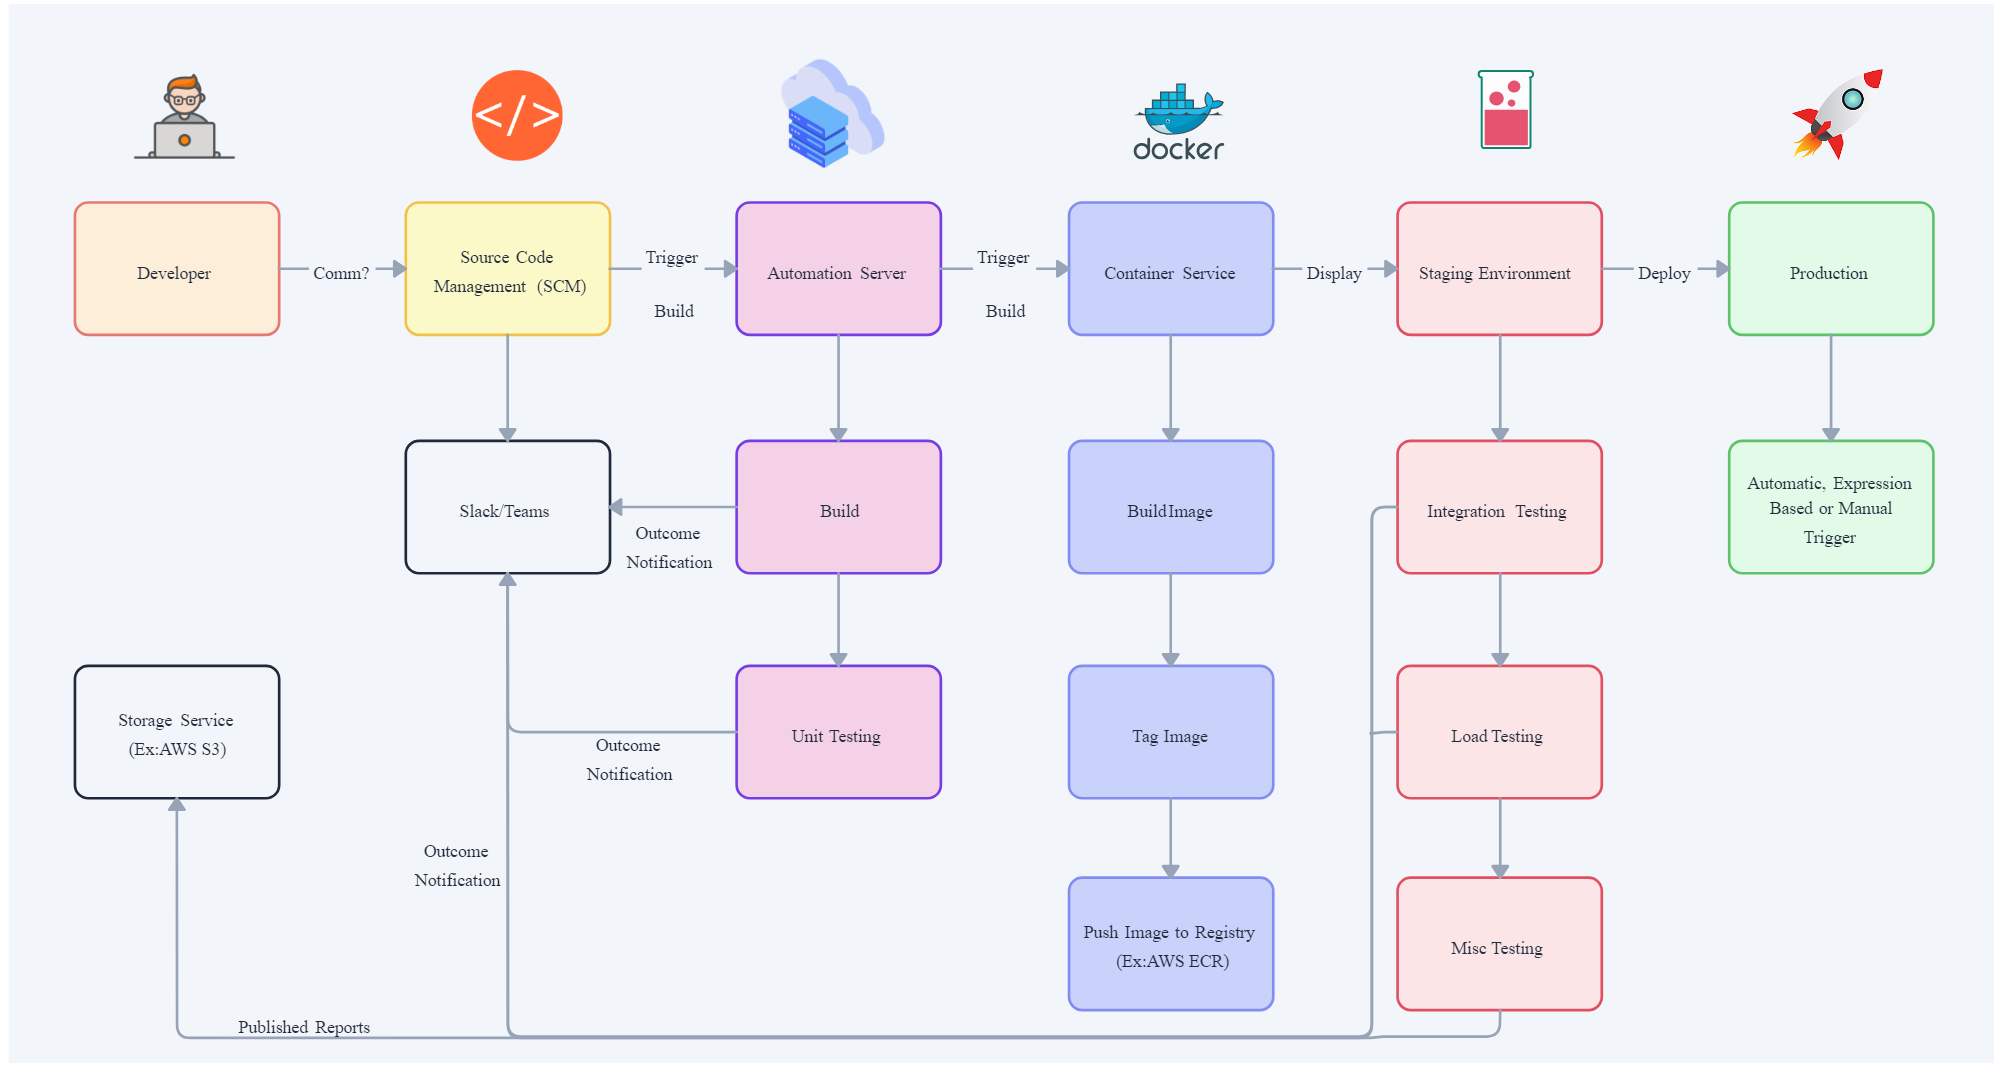 docker
Developer
Comm?
Source Code
Management (SCM)
Trigger
Build
Automation Server
Trigger
Build
Container Service
Display
Staging Environment
Deploy
Production
Slack/Teams
Outcome
Notification
Build
BuildImage
Integration Testing
Automatic, Expression
Based or Manual
Trigger
Storage Service
(Ex:AWS S3)
Outcome
Notification
Unit Testing
Tag Image
Load Testing
Outcome
Notification
Push Image to Registry
(Ex:AWS ECR)
Misc Testing
Published Reports